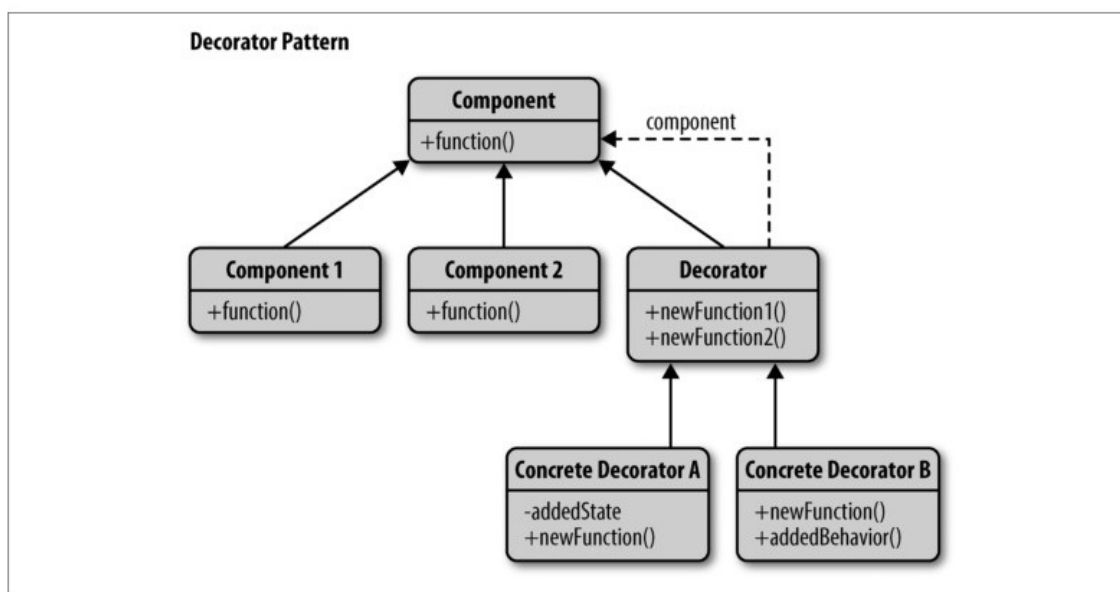 Decorator Pattern
Component
+function()
component
Component 1
+function()
Component 2
+function()
Decorator
+newFunction1()
+newFunction2()
Concrete Decorator A
-addedState
+newFunction()
Concrete Decorator B
+newFunction()
+addedBehavior()